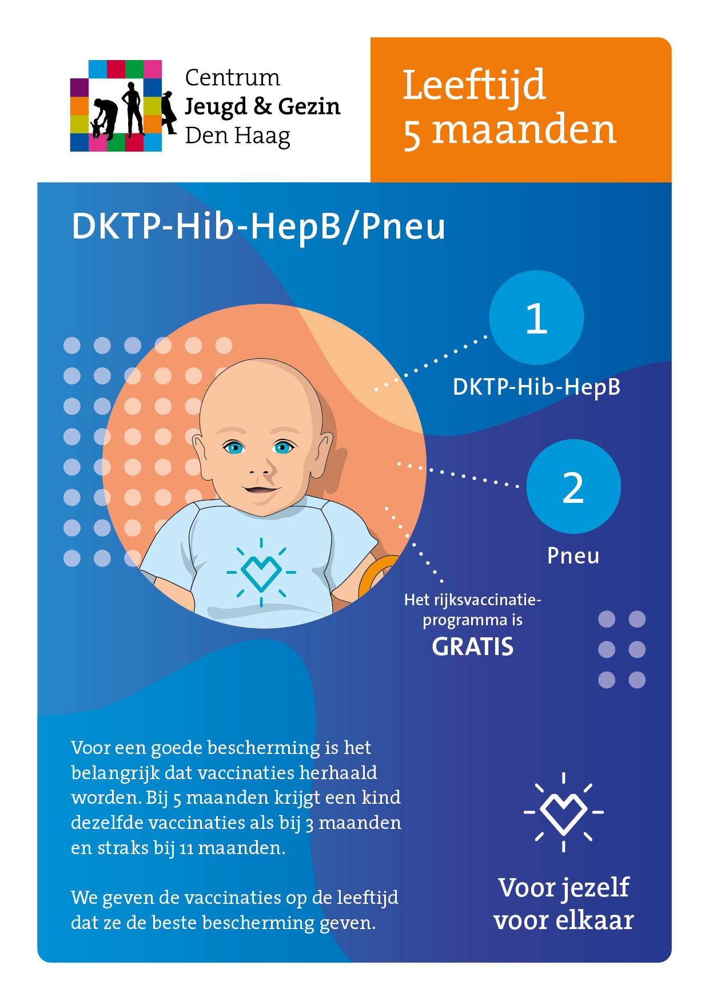 Centrum
Jeugd & Gezin
Den Haag
Leeftijd
5 maanden
DKTP-Hib-HepB/Pneu
1
DKTP-Hib-HepB
2
Pneu
Het rijksvaccinatie-
programma is
GRATIS
Voor een goede bescherming is het
belangrijk dat vaccinaties herhaald
worden. Bij 5 maanden krijgt een kind
dezelfde vaccinaties als bij 3 maanden
en straks bij 11 maanden.
We geven de vaccinaties op de leeftijd
dat ze de beste bescherming geven.
Voor jezelf
voor elkaar